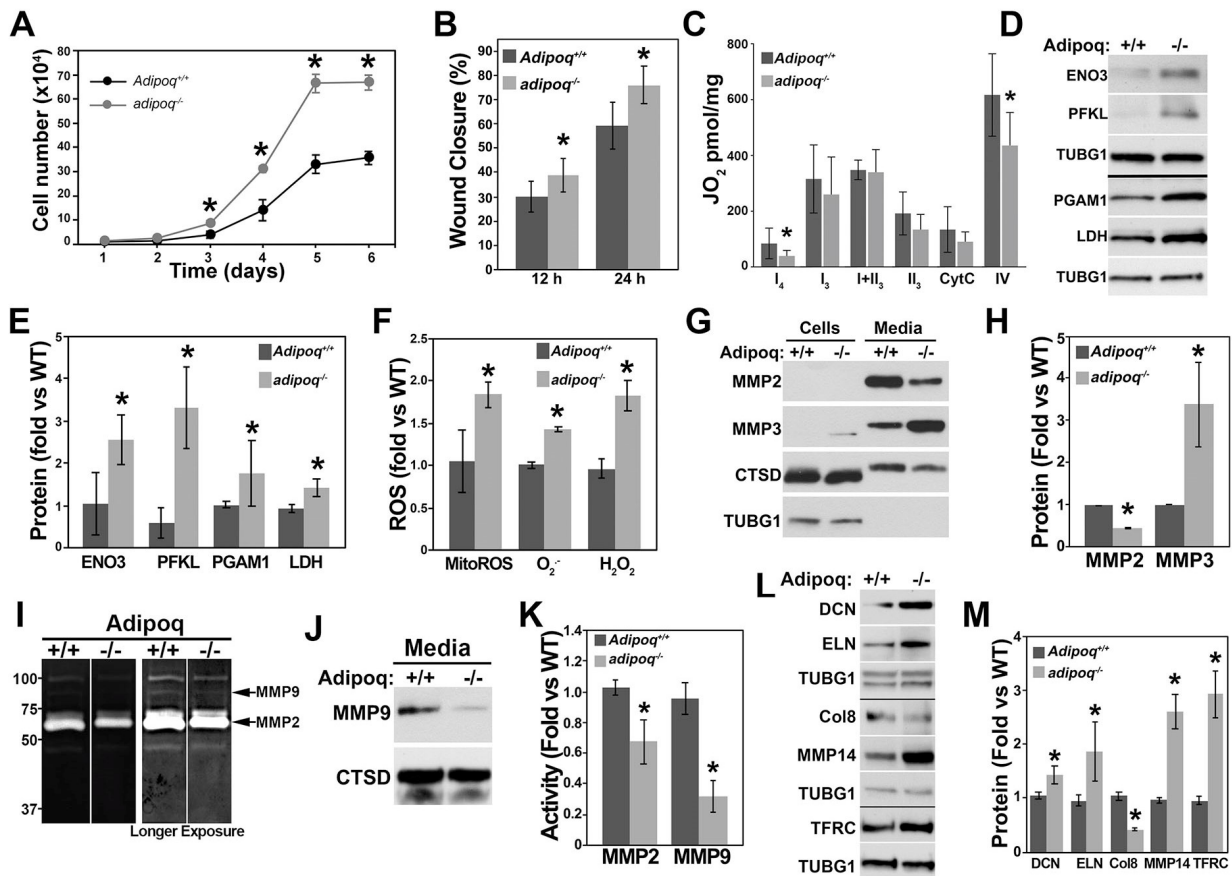 A
Cell number (x10⁴)
80
70
60
50
40
30
20
10
0
Adipoq⁺/⁺
adipoq⁻/⁻
*
*
*
*
1 2 3 4 5 6
Time (days)
B
Wound Closure (%)
90
80
70
60
50
40
30
20
10
0
Adipoq⁺/⁺
adipoq⁻/⁻
*
*
12 h 24 h
C
JO₂ pmol/mg
800
600
400
200
0
Adipoq⁺/⁺
adipoq⁻/⁻
*
*
I₄ I₃ I+II₃ II₃ CytC IV
D
Adipoq: +/+ -/-
ENO3
PFKL
TUBG1
PGAM1
LDH
TUBG1
E
Protein (fold vs WT)
5
4
3
2
1
0
Adipoq⁺/⁺
adipoq⁻/⁻
* * * *
ENO3 PFKL PGAM1 LDH
F
ROS (fold vs WT)
2.5
2.0
1.5
1.0
0.5
0
Adipoq⁺/⁺
adipoq⁻/⁻
* * *
MitoROS O₂·⁻ H₂O₂
G
Cells Media
Adipoq: +/+ -/- +/+ -/-
MMP2
MMP3
CTSD
TUBG1
H
Protein (Fold vs WT)
5
4
3
2
1
0
Adipoq⁺/⁺
adipoq⁻/⁻
* *
MMP2 MMP3
I
Adipoq
+/+ -/- +/+ -/-
100
75
50
37
MMP9
MMP2
Longer Exposure
J
Media
Adipoq: +/+ -/-
MMP9
CTSD
K
Activity (Fold vs WT)
1.4
1.2
1
0.8
0.6
0.4
0.2
0
Adipoq⁺/⁺
adipoq⁻/⁻
*
*
MMP2 MMP9
L
Adipoq: +/+ -/-
DCN
ELN
TUBG1
Col8
MMP14
TUBG1
TFRC
TUBG1
M
Protein (Fold vs WT)
4
3
2
1
0
Adipoq⁺/⁺
adipoq⁻/⁻
* * * * *
DCN ELN Col8 MMP14 TFRC